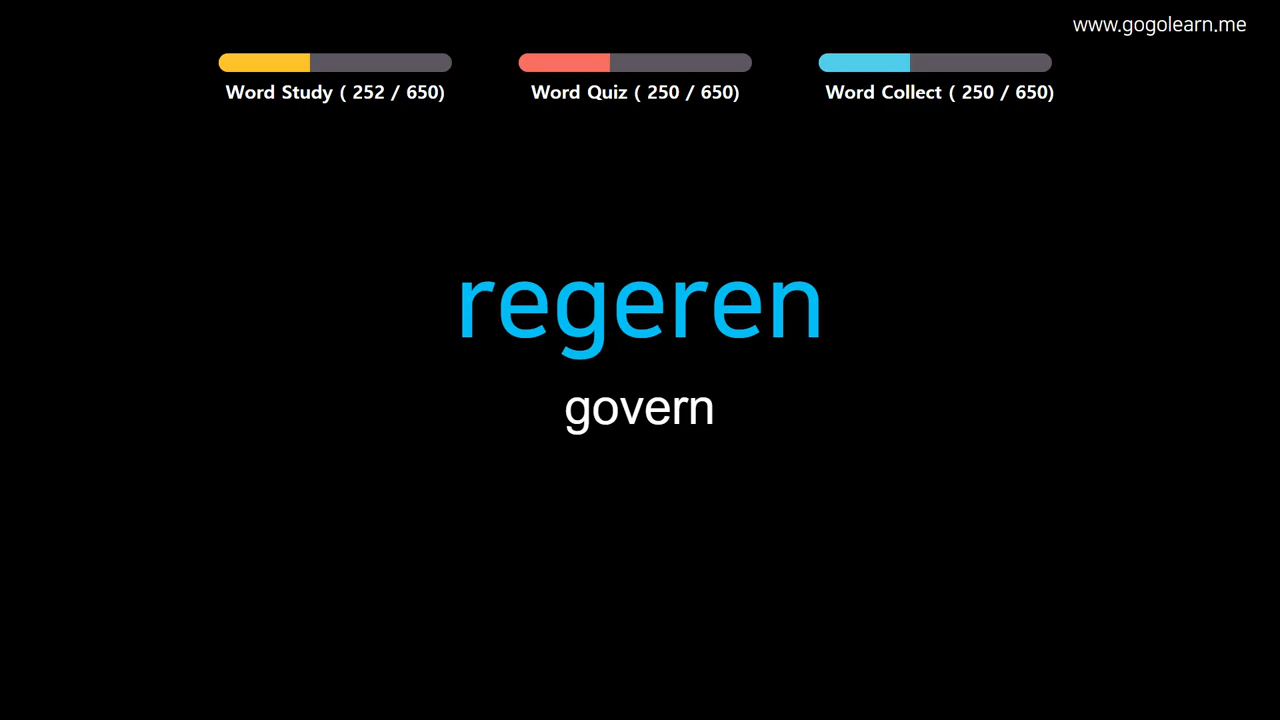 www.gogolearn.me
Word Study ( 252 / 650)
Word Quiz ( 250 / 650)
Word Collect ( 250 / 650)
regeren
govern